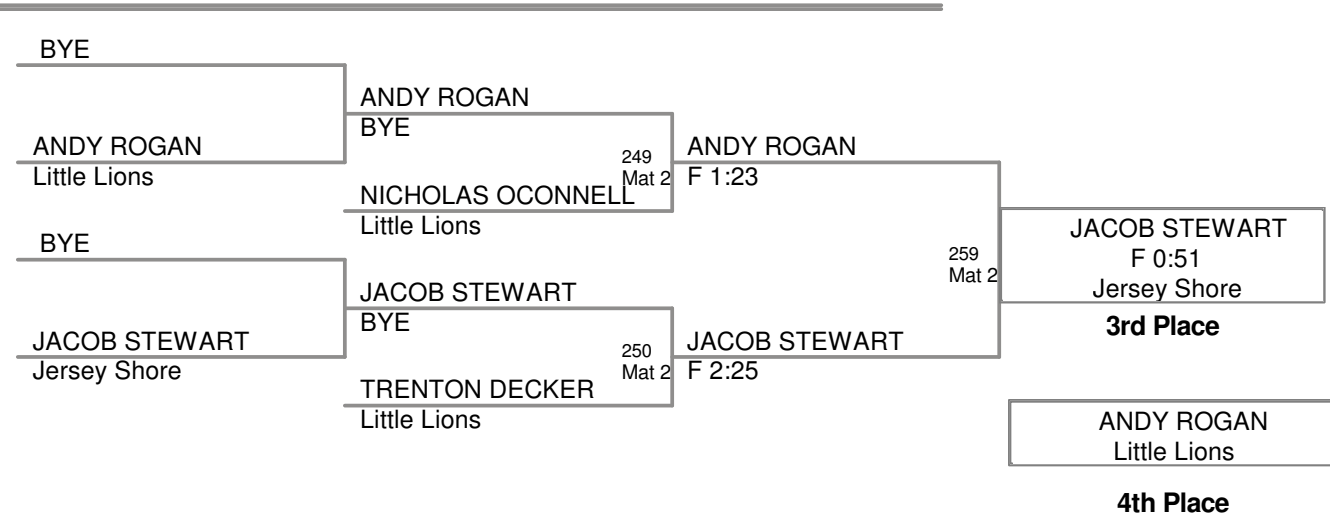 BYE
ANDY ROGAN
BYE
ANDY ROGAN
Little Lions
249
Mat 2
ANDY ROGAN
F 1:23
NICHOLAS OCONNELL
Little Lions
BYE
JACOB STEWART
BYE
JACOB STEWART
Jersey Shore
250
Mat 2
JACOB STEWART
F 2:25
TRENTON DECKER
Little Lions
259
Mat 2
JACOB STEWART
F 0:51
Jersey Shore
3rd Place
ANDY ROGAN
Little Lions
4th Place